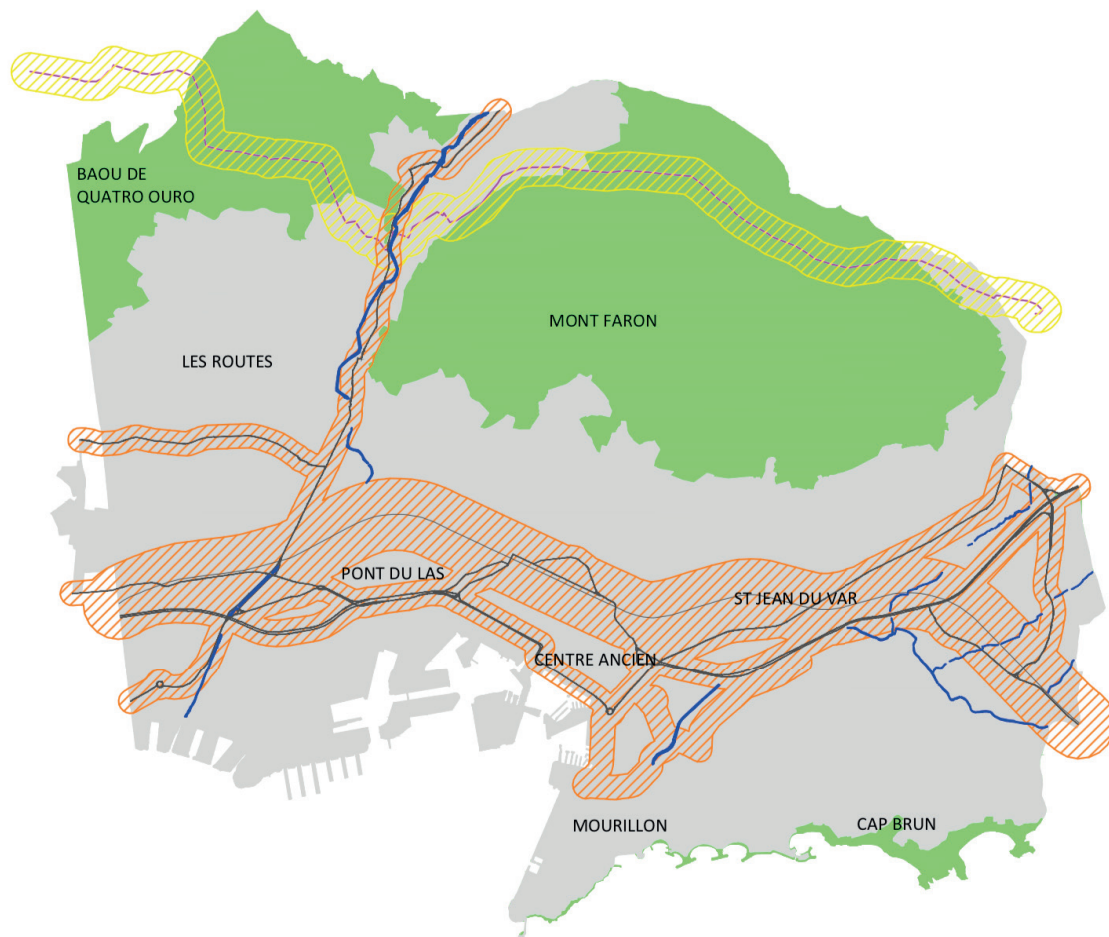 BAOU DE
QUATRO OURO
MONT FARON
LES ROUTES
PONT DU LAS
ST JEAN DU VAR
CENTRE ANCIEN
MOURILLON
CAP BRUN